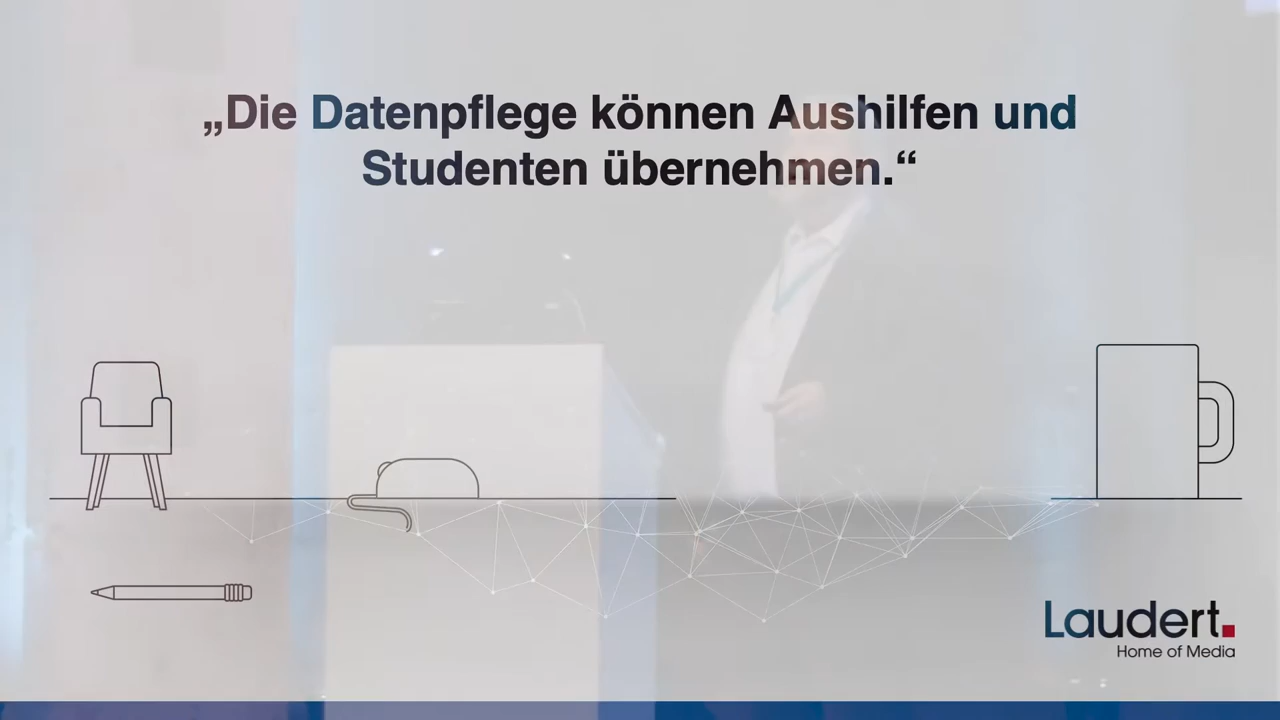 „Die Datenpflege können Aushilfen und
Studenten übernehmen.“
Laudert.
Home of Media